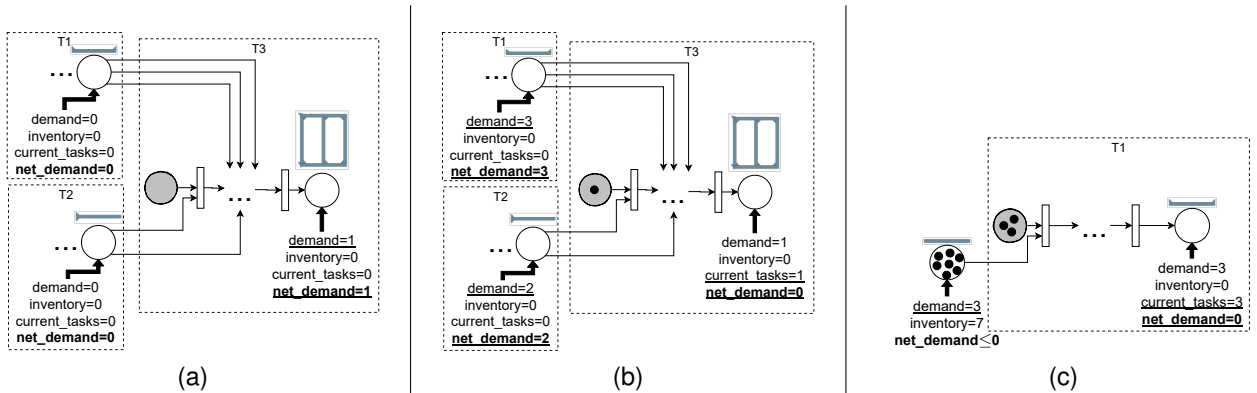 T1
...
demand=0
inventory=0
current_tasks=0
net_demand=0
T2
...
demand=0
inventory=0
current_tasks=0
net_demand=0
T3
...
...
demand=1
inventory=0
current_tasks=0
net_demand=1
(a)
T1
...
demand=3
inventory=0
current_tasks=0
net_demand=3
T2
...
demand=2
inventory=0
current_tasks=0
net_demand=2
T3
...
...
demand=1
inventory=0
current_tasks=1
net_demand=0
(b)
demand=3
inventory=7
net_demand≤0
T1
...
demand=3
inventory=0
current_tasks=3
net_demand=0
(c)